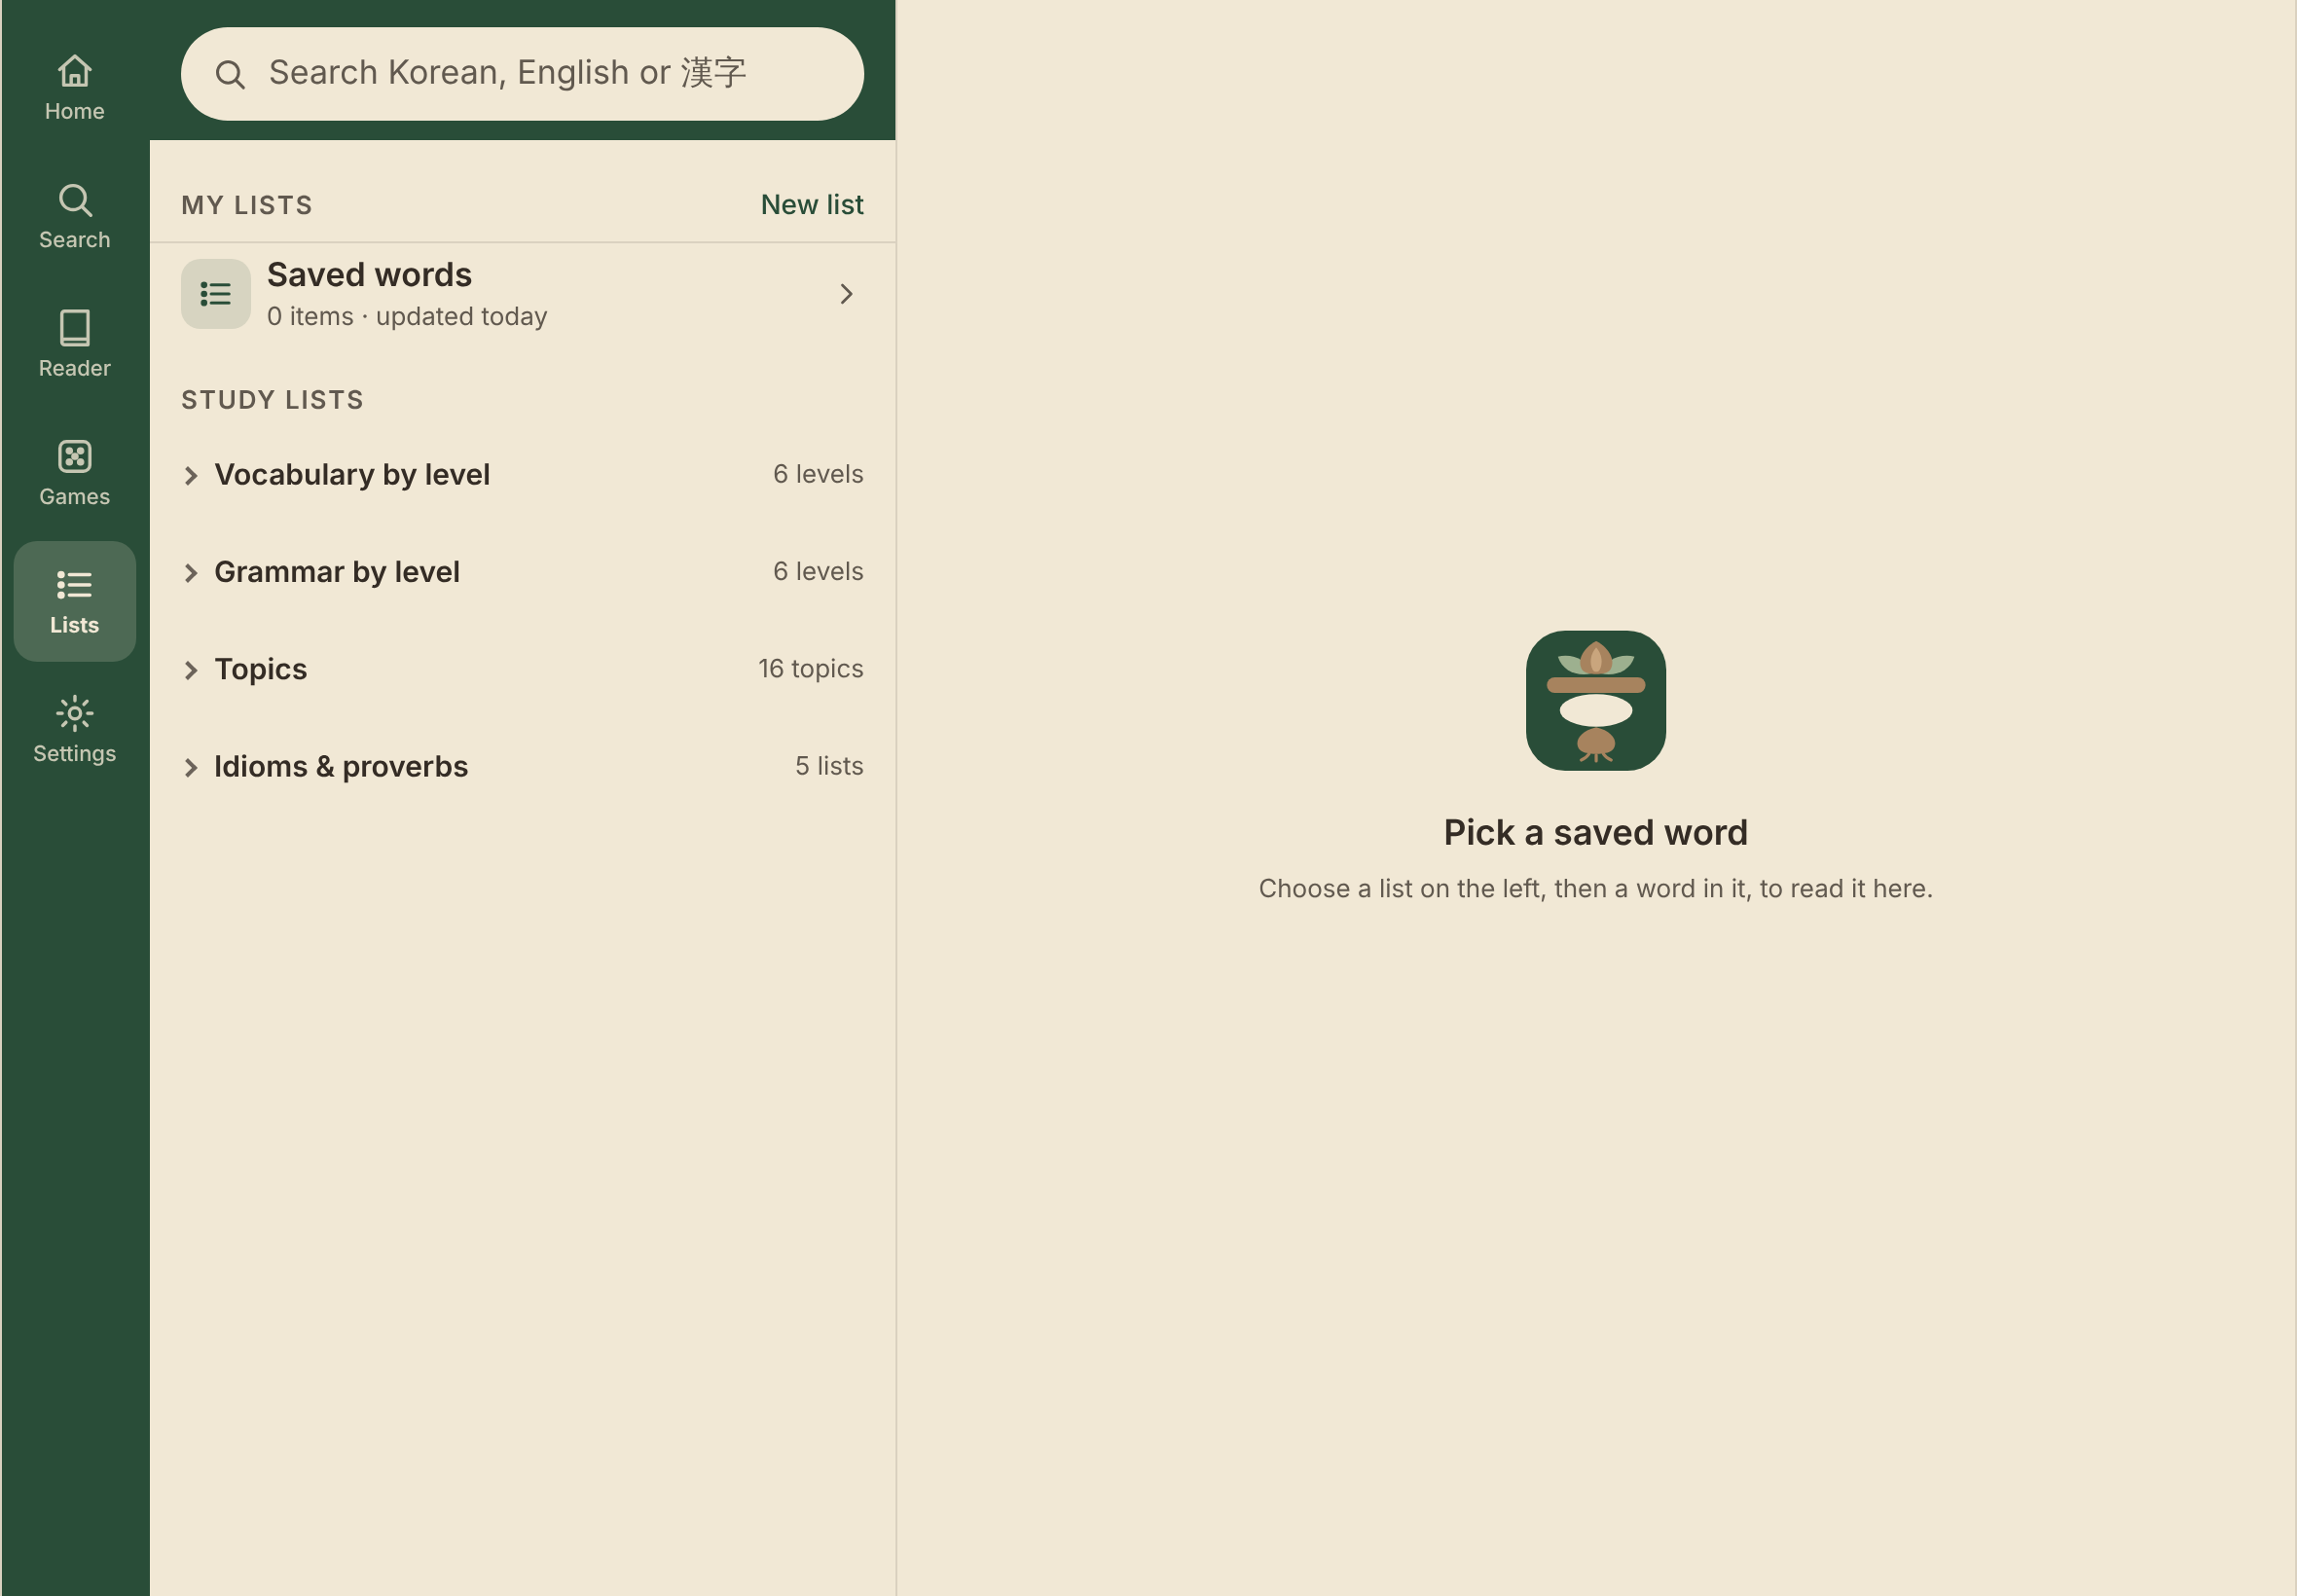 Home
Search
Reader
Games
Lists
Settings
Search Korean, English or 漢字
MY LISTS
New list
Saved words
0 items · updated today
STUDY LISTS
Vocabulary by level
6 levels
Grammar by level
6 levels
Topics
16 topics
Idioms & proverbs
5 lists
Pick a saved word
Choose a list on the left, then a word in it, to read it here.